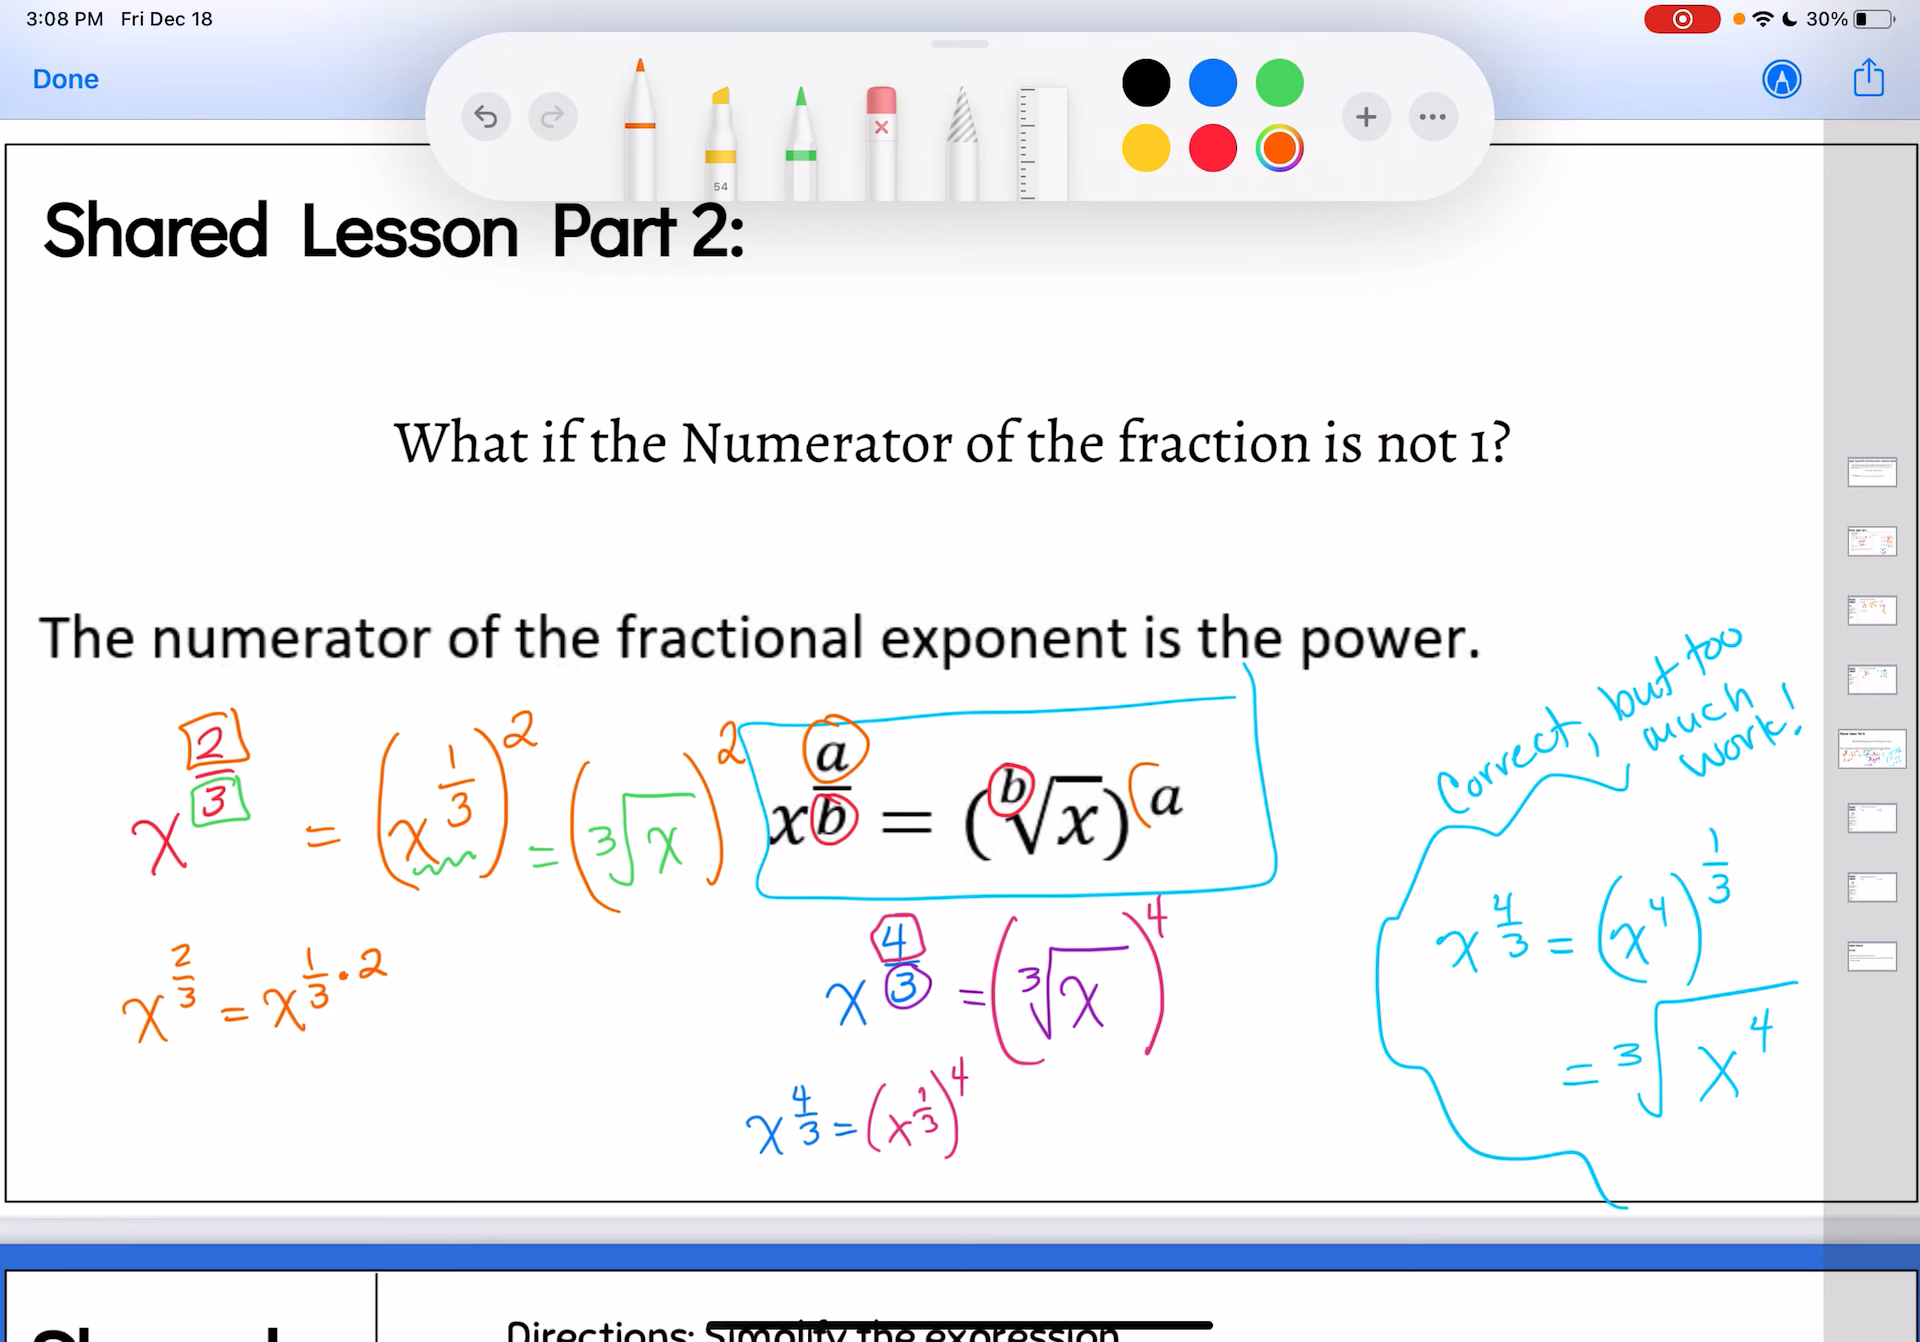 3:08 PM Fri Dec 18
30%
Done
54
Shared Lesson Part 2:
What if the Numerator of the fraction is not 1?
The numerator of the fractional exponent is the power.
x^(2/3) = (x^(1/3))^2 = (∛x)^2
x^(a/b) = (ᵇ√x)^(a
Correct, but too
much
work!
x^(2/3) = x^(1/3 · 2)
x^(4/3) = (∛x)^4
x^(4/3) = (x^(1/3))^4
x^(4/3) = (x^4)^(1/3)
= ∛(x^4)
Directions: Simplify the expression